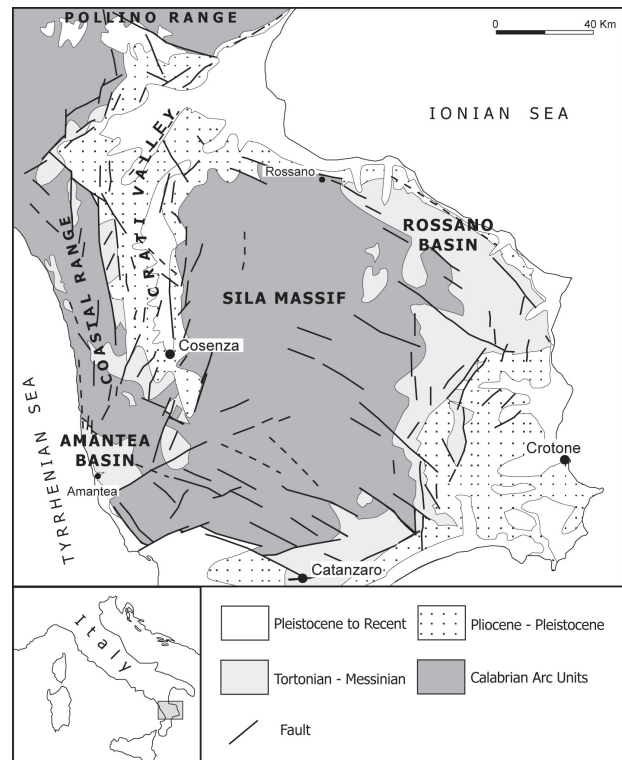 POLLINO RANGE
0 40 Km
IONIAN SEA
CRATI VALLEY
Rossano
ROSSANO
BASIN
COASTAL RANGE
SILA MASSIF
Cosenza
TYRRHENIAN SEA
AMANTEA
BASIN
Amantea
Crotone
Catanzaro
Italy
Pleistocene to Recent
Pliocene - Pleistocene
Tortonian - Messinian
Calabrian Arc Units
Fault